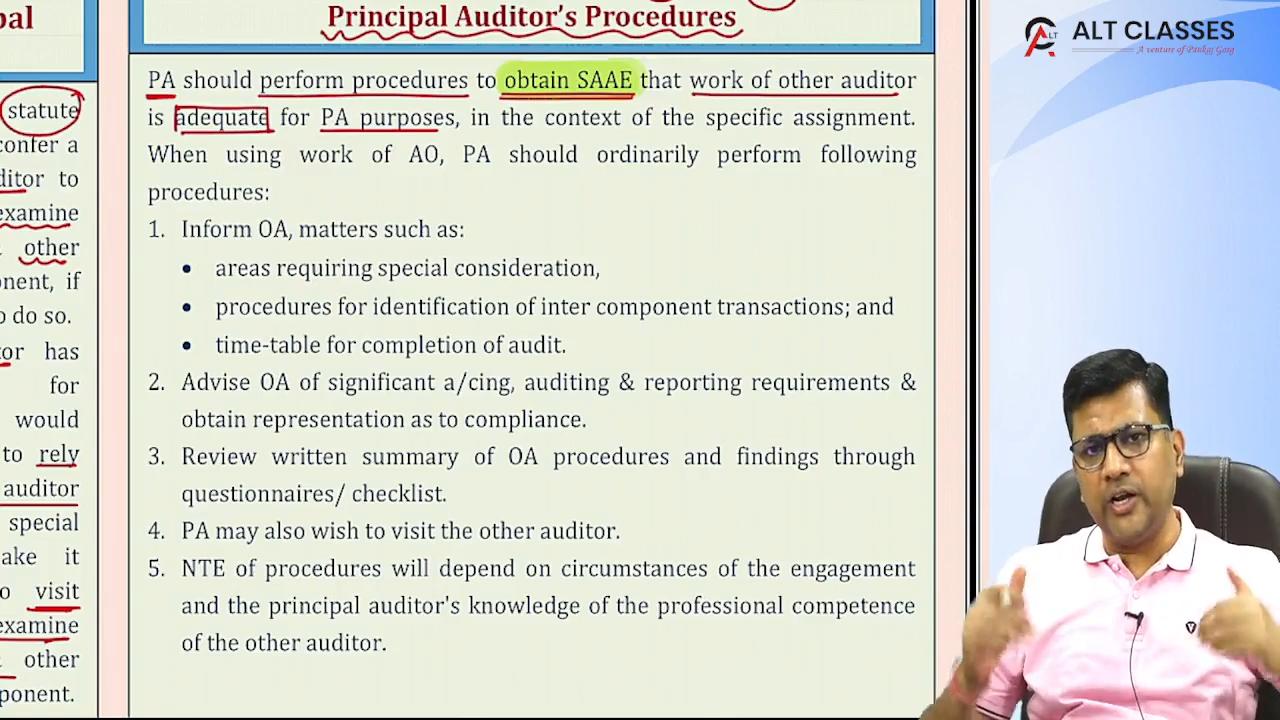 pal
statute
confer a
ditor to
examine
other
onent, if
o do so.
tor has
for
would
to rely
auditor
special
ake it
o visit
examine
other
ponent.
Principal Auditor's Procedures
PA should perform procedures to obtain SAAE that work of other auditor
is adequate for PA purposes, in the context of the specific assignment.
When using work of AO, PA should ordinarily perform following
procedures:
1. Inform OA, matters such as:
• areas requiring special consideration,
• procedures for identification of inter component transactions; and
• time-table for completion of audit.
2. Advise OA of significant a/cing, auditing & reporting requirements &
obtain representation as to compliance.
3. Review written summary of OA procedures and findings through
questionnaires/ checklist.
4. PA may also wish to visit the other auditor.
5. NTE of procedures will depend on circumstances of the engagement
and the principal auditor's knowledge of the professional competence
of the other auditor.
ALT CLASSES
A venture of Pankaj Garg